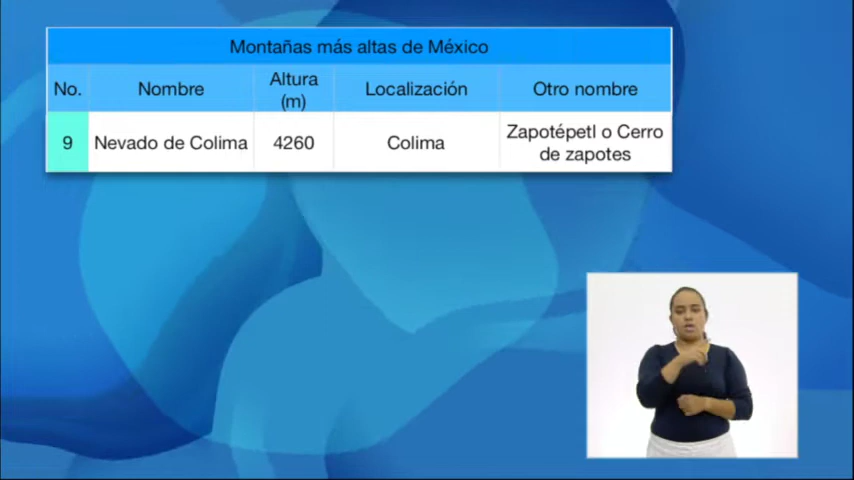 Montañas más altas de México
No. Nombre Altura (m) Localización Otro nombre
9 Nevado de Colima 4260 Colima Zapotépetl o Cerro de zapotes